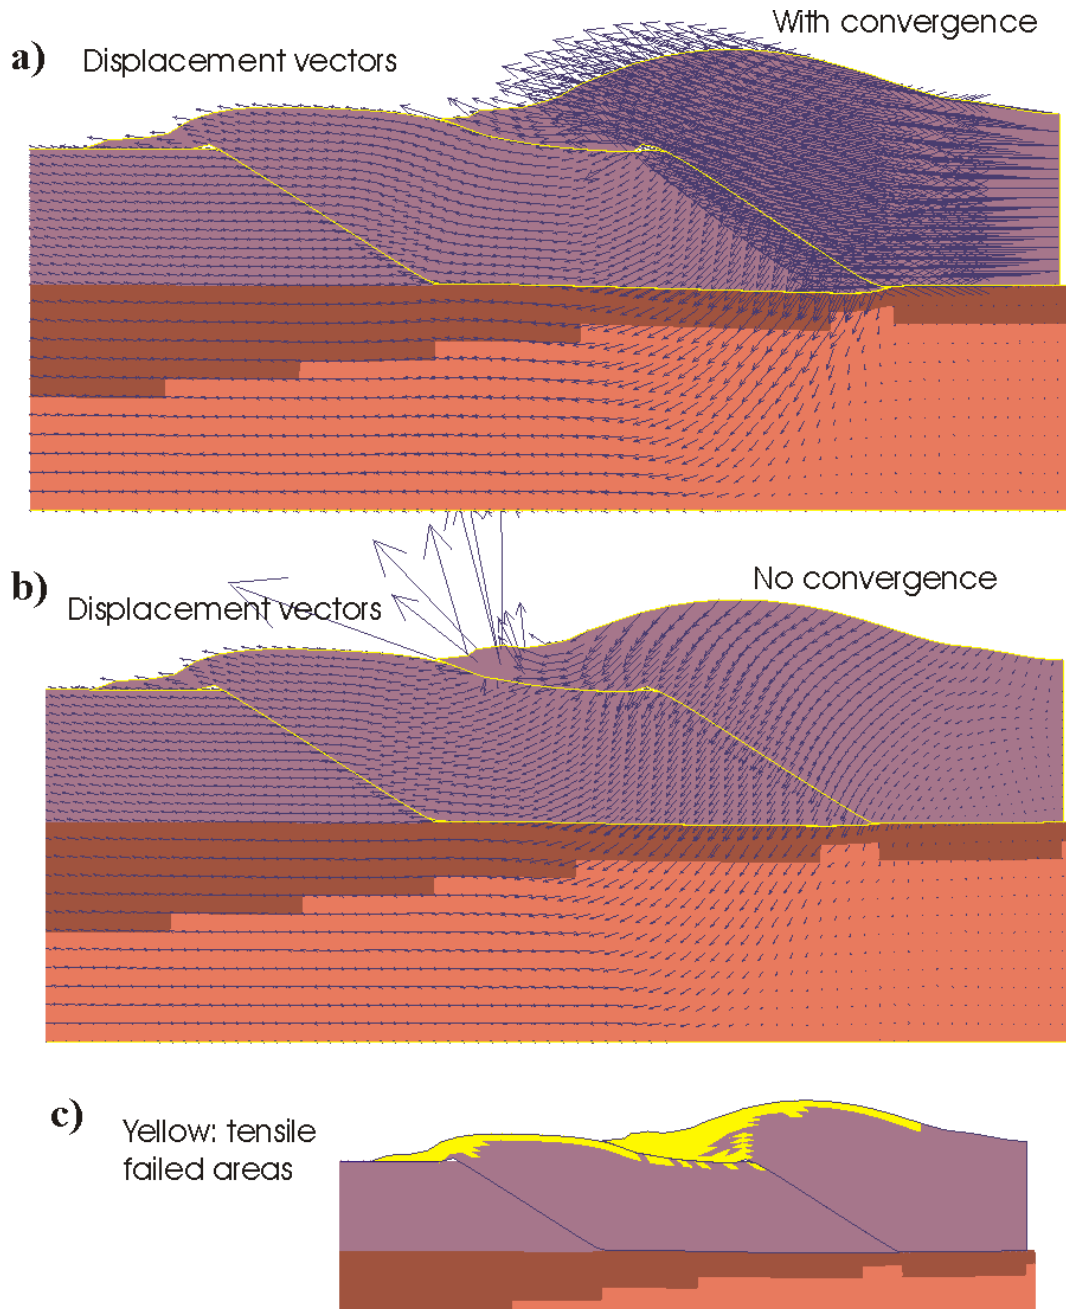 a) Displacement vectors
With convergence
b) Displacement vectors
No convergence
c) Yellow: tensile
failed areas